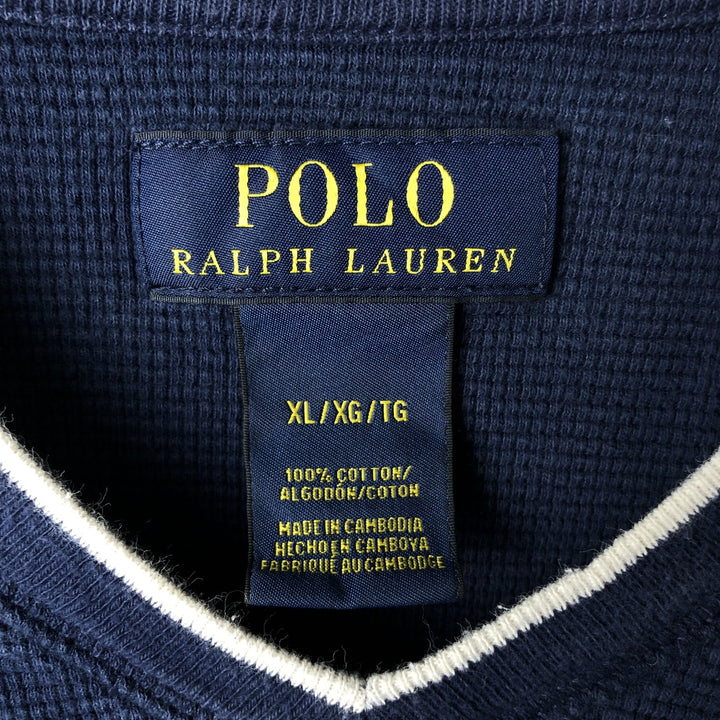 POLO
RALPH LAUREN
XL/XG/TG
100% COTTON/
ALGODÓN/COTON
MADE IN CAMBODIA
HECHO EN CAMBOYA
FABRIQUÉ AU CAMBODGE